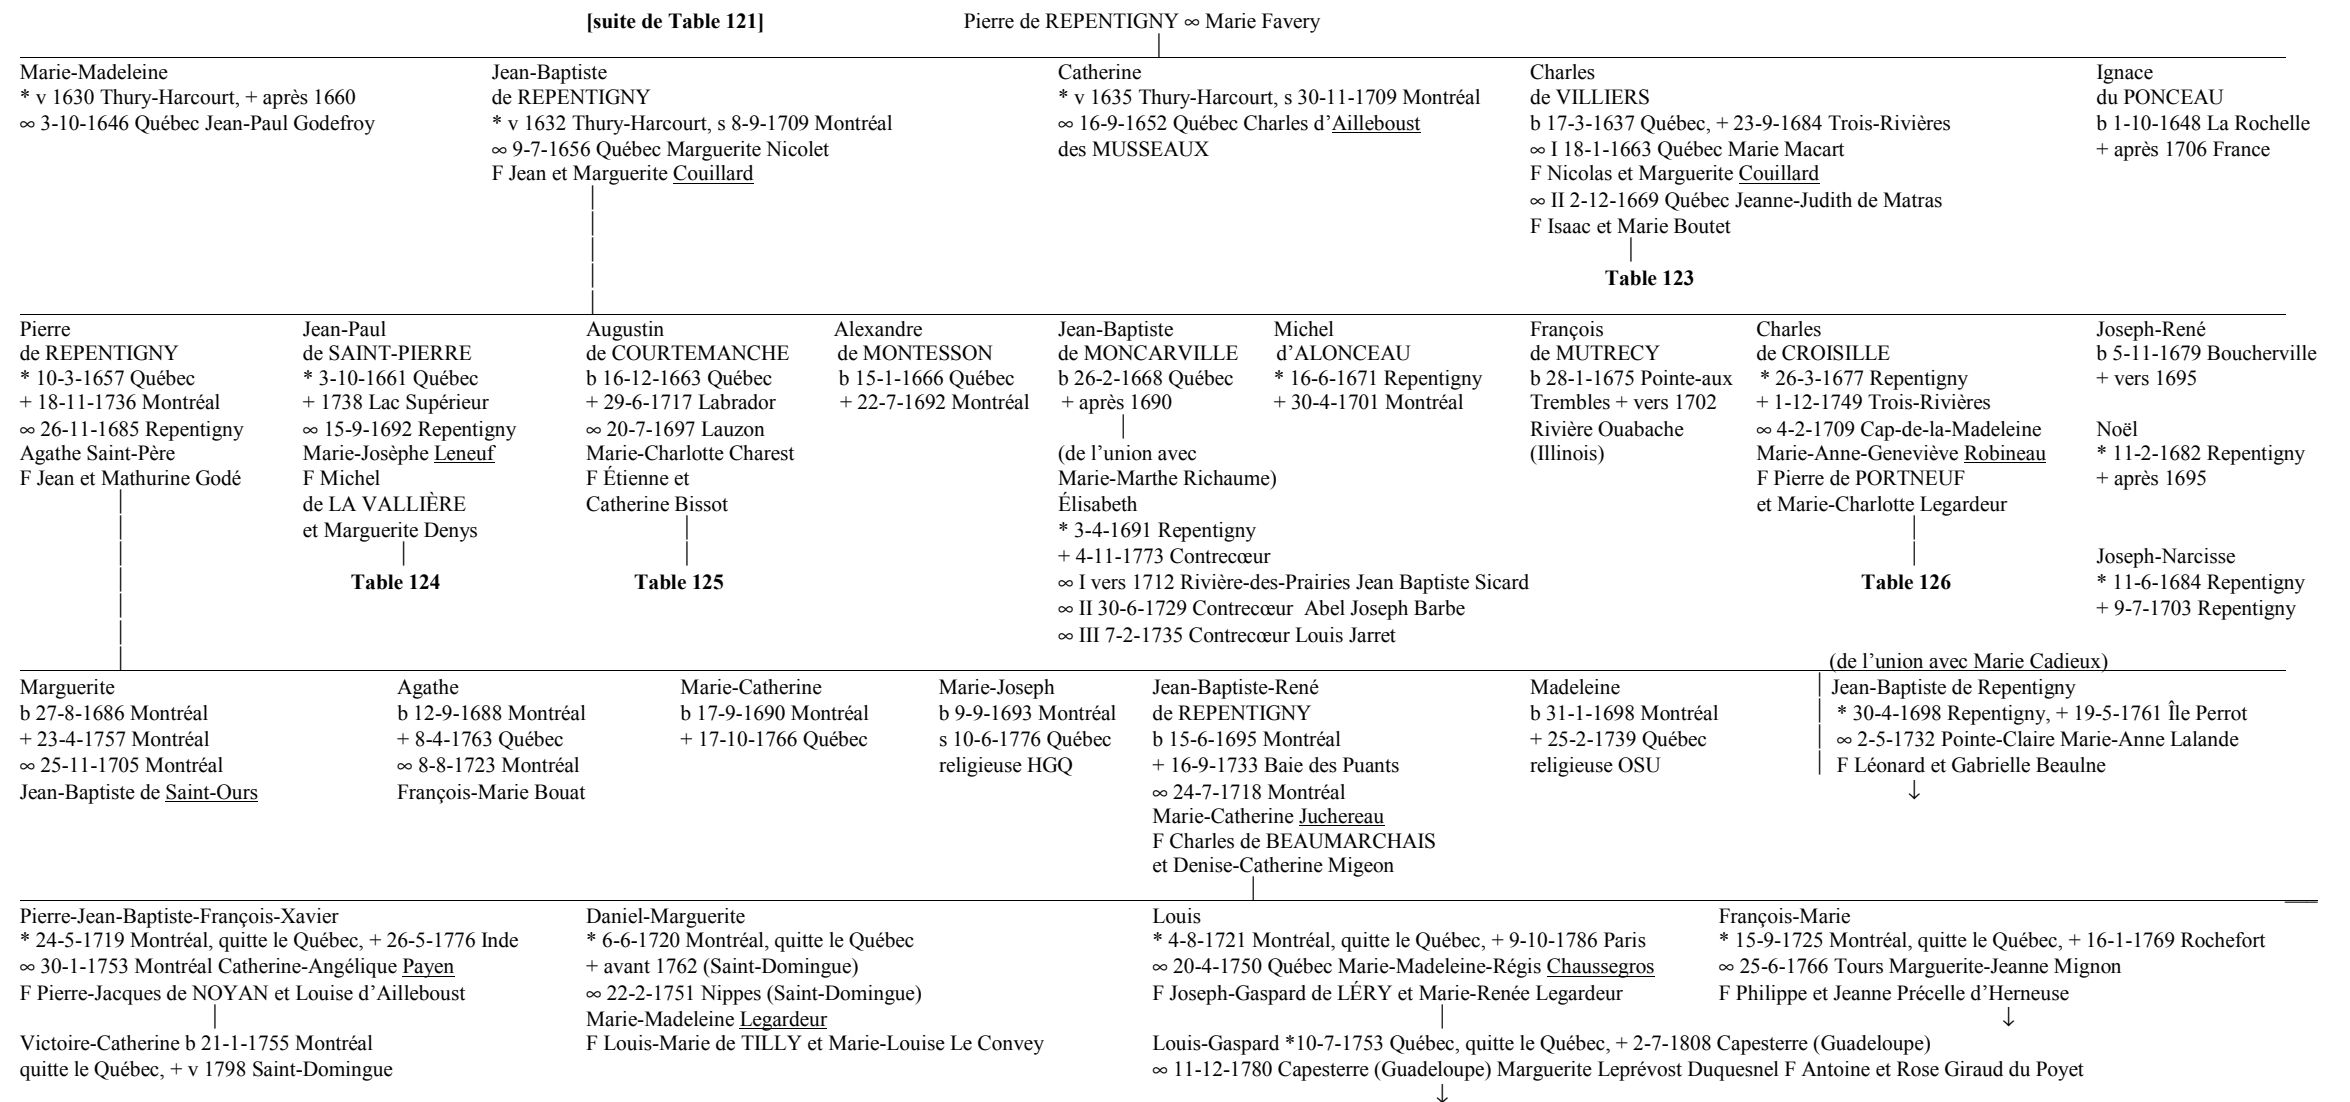 [suite de Table 121]
Pierre de REPENTIGNY ∞ Marie Favery
Marie-Madeleine
* v 1630 Thury-Harcourt, + après 1660
∞ 3-10-1646 Québec Jean-Paul Godefroy
Jean-Baptiste
de REPENTIGNY
* v 1632 Thury-Harcourt, s 8-9-1709 Montréal
∞ 9-7-1656 Québec Marguerite Nicolet
F Jean et Marguerite Couillard
Catherine
* v 1635 Thury-Harcourt, s 30-11-1709 Montréal
∞ 16-9-1652 Québec Charles d'Ailleboust
des MUSSEAUX
Charles
de VILLIERS
b 17-3-1637 Québec, + 23-9-1684 Trois-Rivières
∞ I 18-1-1663 Québec Marie Macart
F Nicolas et Marguerite Couillard
∞ II 2-12-1669 Québec Jeanne-Judith de Matras
F Isaac et Marie Boutet
Table 123
Ignace
du PONCEAU
b 1-10-1648 La Rochelle
+ après 1706 France
Pierre
de REPENTIGNY
* 10-3-1657 Québec
+ 18-11-1736 Montréal
∞ 26-11-1685 Repentigny
Agathe Saint-Père
F Jean et Mathurine Godé
Jean-Paul
de SAINT-PIERRE
* 3-10-1661 Québec
+ 1738 Lac Supérieur
∞ 15-9-1692 Repentigny
Marie-Josèphe Leneuf
F Michel
de LA VALLIÈRE
et Marguerite Denys
Table 124
Augustin
de COURTEMANCHE
b 16-12-1663 Québec
+ 29-6-1717 Labrador
∞ 20-7-1697 Lauzon
Marie-Charlotte Charest
F Étienne et
Catherine Bissot
Table 125
Alexandre
de MONTESSON
b 15-1-1666 Québec
+ 22-7-1692 Montréal
Jean-Baptiste
de MONCARVILLE
b 26-2-1668 Québec
+ après 1690
(de l'union avec
Marie-Marthe Richaume)
Élisabeth
* 3-4-1691 Repentigny
+ 4-11-1773 Contrecœur
∞ I vers 1712 Rivière-des-Prairies Jean Baptiste Sicard
∞ II 30-6-1729 Contrecœur Abel Joseph Barbe
∞ III 7-2-1735 Contrecœur Louis Jarret
Michel
d'ALONCEAU
* 16-6-1671 Repentigny
+ 30-4-1701 Montréal
François
de MUTRECY
b 28-1-1675 Pointe-aux
Trembles + vers 1702
Rivière Ouabache
(Illinois)
Charles
de CROISILLE
* 26-3-1677 Repentigny
+ 1-12-1749 Trois-Rivières
∞ 4-2-1709 Cap-de-la-Madeleine
Marie-Anne-Geneviève Robineau
F Pierre de PORTNEUF
et Marie-Charlotte Legardeur
Table 126
Joseph-René
b 5-11-1679 Boucherville
+ vers 1695
Noël
* 11-2-1682 Repentigny
+ après 1695
Joseph-Narcisse
* 11-6-1684 Repentigny
+ 9-7-1703 Repentigny
Marguerite
b 27-8-1686 Montréal
+ 23-4-1757 Montréal
∞ 25-11-1705 Montréal
Jean-Baptiste de Saint-Ours
Agathe
b 12-9-1688 Montréal
+ 8-4-1763 Québec
∞ 8-8-1723 Montréal
François-Marie Bouat
Marie-Catherine
b 17-9-1690 Montréal
+ 17-10-1766 Québec
Marie-Joseph
b 9-9-1693 Montréal
s 10-6-1776 Québec
religieuse HGQ
Jean-Baptiste-René
de REPENTIGNY
b 15-6-1695 Montréal
+ 16-9-1733 Baie des Puants
∞ 24-7-1718 Montréal
Marie-Catherine Juchereau
F Charles de BEAUMARCHAIS
et Denise-Catherine Migeon
Madeleine
b 31-1-1698 Montréal
+ 25-2-1739 Québec
religieuse OSU
(de l'union avec Marie Cadieux)
Jean-Baptiste de Repentigny
* 30-4-1698 Repentigny, + 19-5-1761 Île Perrot
∞ 2-5-1732 Pointe-Claire Marie-Anne Lalande
F Léonard et Gabrielle Beaulne
↓
Pierre-Jean-Baptiste-François-Xavier
* 24-5-1719 Montréal, quitte le Québec, + 26-5-1776 Inde
∞ 30-1-1753 Montréal Catherine-Angélique Payen
F Pierre-Jacques de NOYAN et Louise d'Ailleboust
Victoire-Catherine b 21-1-1755 Montréal
quitte le Québec, + v 1798 Saint-Domingue
Daniel-Marguerite
* 6-6-1720 Montréal, quitte le Québec
+ avant 1762 (Saint-Domingue)
∞ 22-2-1751 Nippes (Saint-Domingue)
Marie-Madeleine Legardeur
F Louis-Marie de TILLY et Marie-Louise Le Convey
Louis
* 4-8-1721 Montréal, quitte le Québec, + 9-10-1786 Paris
∞ 20-4-1750 Québec Marie-Madeleine-Régis Chaussegros
F Joseph-Gaspard de LÉRY et Marie-Renée Legardeur
Louis-Gaspard *10-7-1753 Québec, quitte le Québec, + 2-7-1808 Capesterre (Guadeloupe)
∞ 11-12-1780 Capesterre (Guadeloupe) Marguerite Leprévost Duquesnel F Antoine et Rose Giraud du Poyet
↓
François-Marie
* 15-9-1725 Montréal, quitte le Québec, + 16-1-1769 Rochefort
∞ 25-6-1766 Tours Marguerite-Jeanne Mignon
F Philippe et Jeanne Précelle d'Herneuse
↓